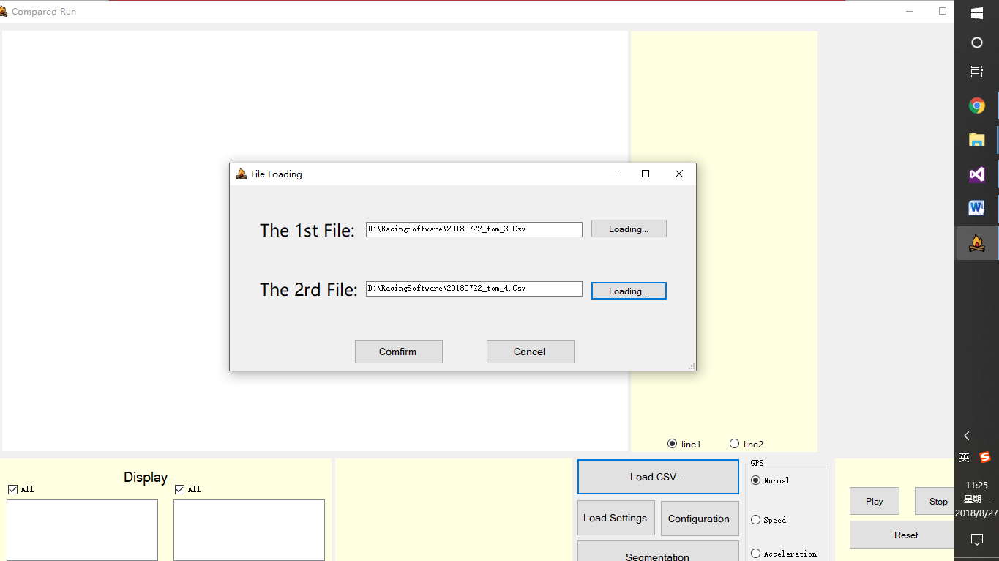 Compared Run
File Loading
The 1st File:
D:\RacingSoftware\20180722_tom_3.Csv
Loading...
The 2rd File:
D:\RacingSoftware\20180722_tom_4.Csv
Loading...
Comfirm
Cancel
line1
line2
Display
All
All
Load CSV...
Load Settings
Configuration
Segmentation
GPS
Normal
Speed
Acceleration
Play
Stop
Reset
英
11:25
星期一
2018/8/27